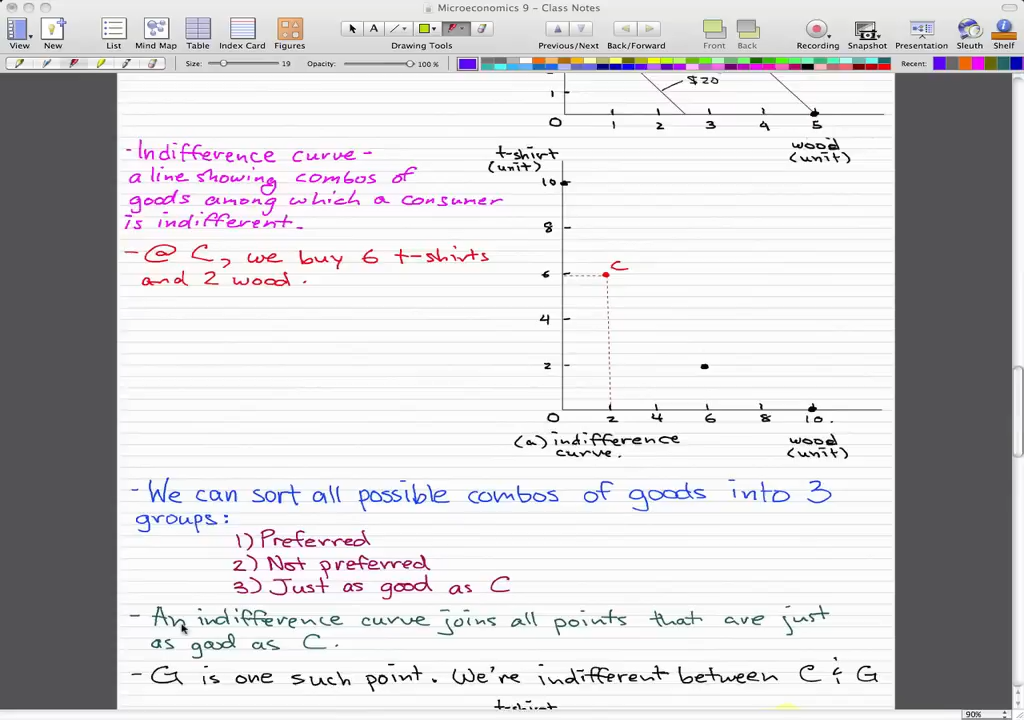 Microeconomics 9 - Class Notes
View New List Mind Map Table Index Card Figures Drawing Tools Previous/Next Back/Forward Front Back Recording Snapshot Presentation Sleuth Shelf
Size: 19 Opacity: 100 % Recent:
$20
1
0 1 2 3 4 5
wood
(unit)
t-shirt
(unit)
- Indifference curve -
a line showing combos of
goods among which a consumer
is indifferent.
- @ C, we buy 6 t-shirts
and 2 wood.
10
8
6
C
4
2
0 2 4 6 8 10.
(a) indifference
curve.
wood
(unit)
- We can sort all possible combos of goods into 3
groups:
1) Preferred
2) Not preferred
3) Just as good as C
- An indifference curve joins all points that are just
as good as C.
- G is one such point. We're indifferent between C & G
t-shirt
90%